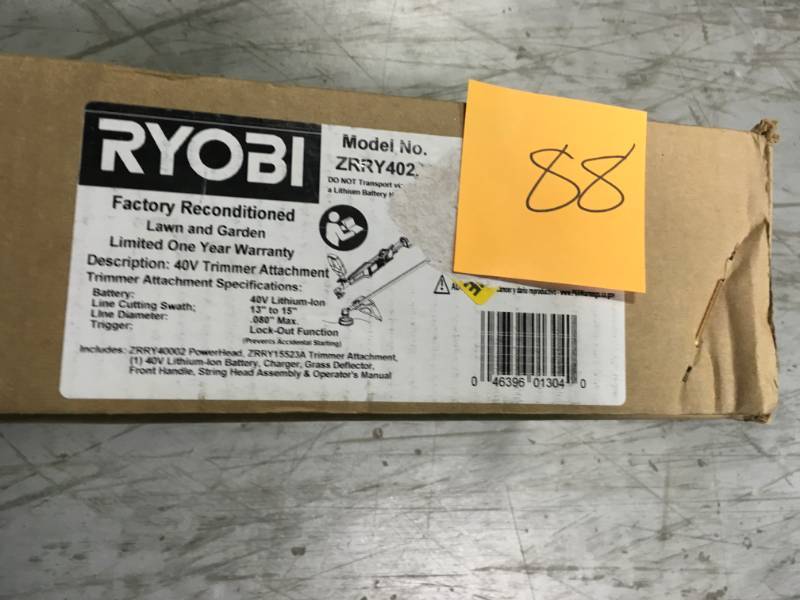 RYOBI
Model No.
ZRRY402
DO NOT Transport
a Lithium Battery
Factory Reconditioned
Lawn and Garden
Limited One Year Warranty
Description: 40V Trimmer Attachment
Trimmer Attachment Specifications:
Battery: 40V Lithium-Ion
Line Cutting Swath: 13" to 15"
Line Diameter: .080" Max.
Trigger: Lock-Out Function
(Prevents Accidental Starting)
Includes: ZRRY40002 PowerHead, ZRRY15523A Trimmer Attachment,
(1) 40V Lithium-Ion Battery, Charger, Grass Deflector,
Front Handle, String Head Assembly & Operator's Manual
88
y daño reproductivo
0 46396 01304 0